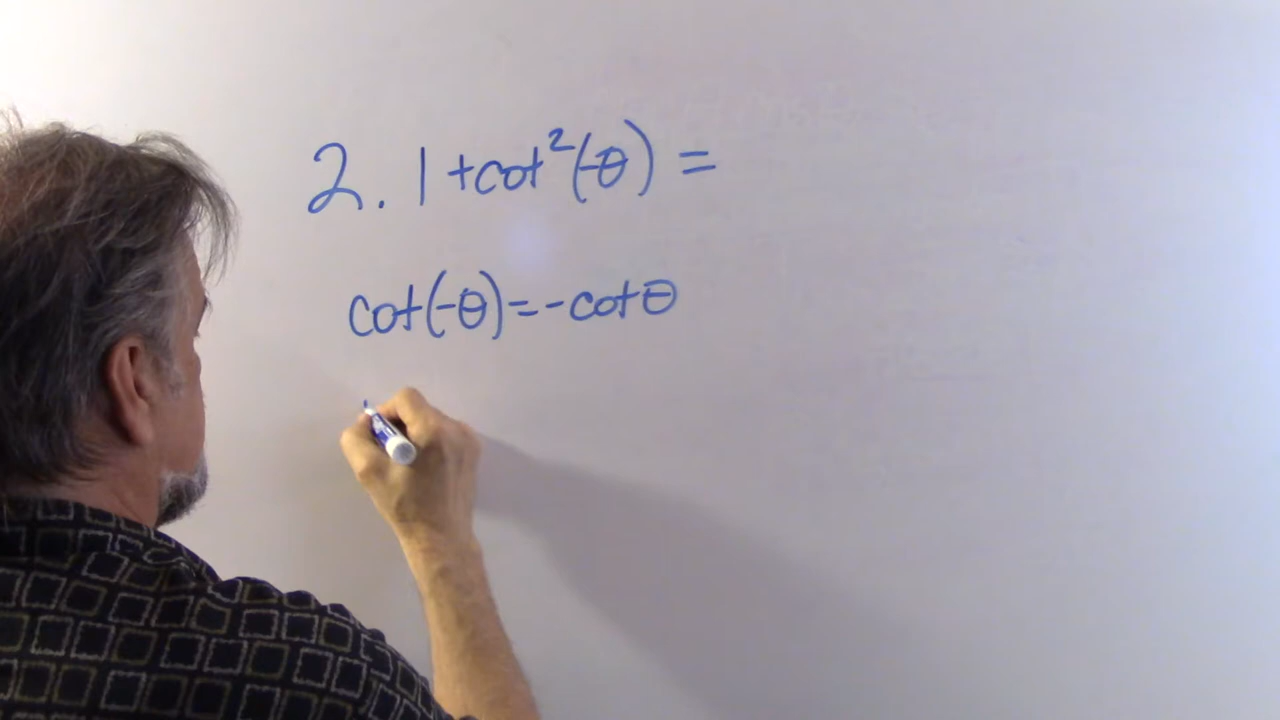 2. 1+cot²(-θ) =
cot(-θ)=-cotθ